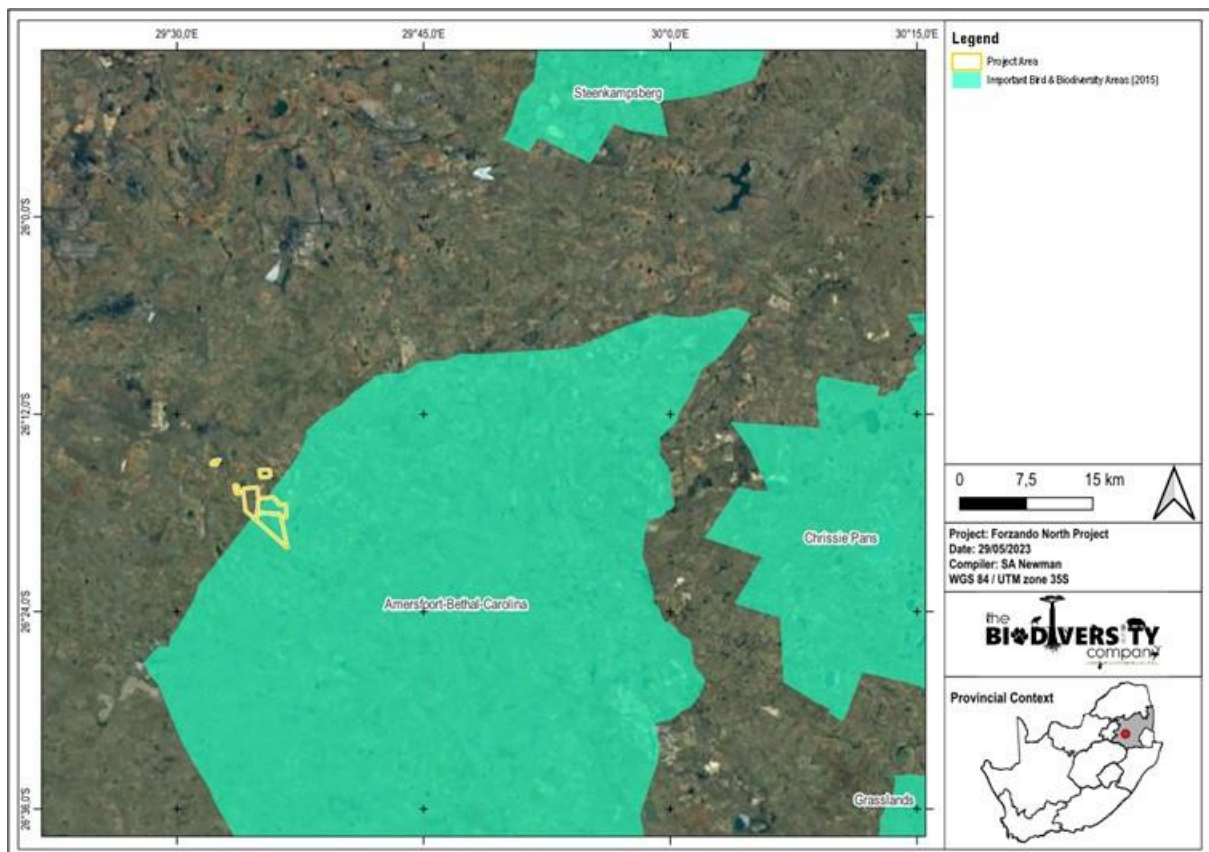 29°30,0'E 29°45,0'E 30°0,0'E 30°15,0'E
26°0,0'S
26°12,0'S
26°24,0'S
26°36,0'S
Steenkampsberg
Chrissie Pans
Amersfoort-Bethal-Carolina
Grasslands
Legend
Project Area
Important Bird & Biodiversity Areas (2015)
0 7,5 15 km
Project: Forzando North Project
Date: 29/05/2023
Compiler: SA Newman
WGS 84 / UTM zone 35S
the
BIODIVERSITY
company
Provincial Context